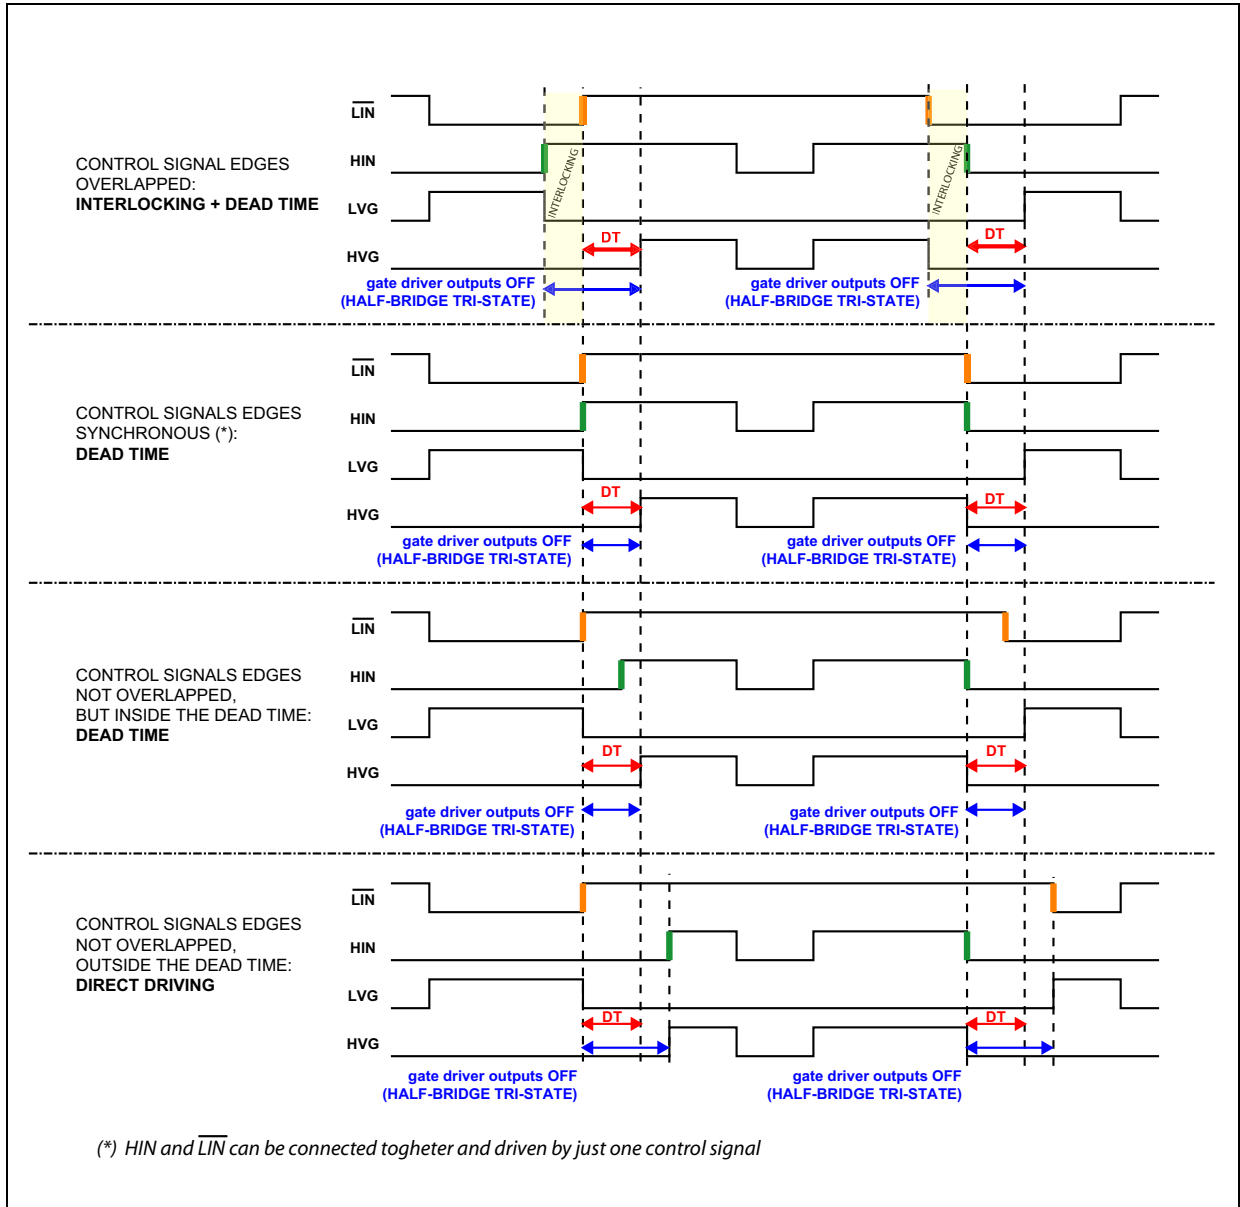 LIN
CONTROL SIGNAL EDGES
OVERLAPPED:
INTERLOCKING + DEAD TIME
HIN
INTERLOCKING
INTERLOCKING
LVG
DT
DT
HVG
gate driver outputs OFF
(HALF-BRIDGE TRI-STATE)
gate driver outputs OFF
(HALF-BRIDGE TRI-STATE)
LIN
CONTROL SIGNALS EDGES
SYNCHRONOUS (*):
DEAD TIME
HIN
LVG
DT
DT
HVG
gate driver outputs OFF
(HALF-BRIDGE TRI-STATE)
gate driver outputs OFF
(HALF-BRIDGE TRI-STATE)
LIN
CONTROL SIGNALS EDGES
NOT OVERLAPPED,
BUT INSIDE THE DEAD TIME:
DEAD TIME
HIN
LVG
DT
DT
HVG
gate driver outputs OFF
(HALF-BRIDGE TRI-STATE)
gate driver outputs OFF
(HALF-BRIDGE TRI-STATE)
LIN
CONTROL SIGNALS EDGES
NOT OVERLAPPED,
OUTSIDE THE DEAD TIME:
DIRECT DRIVING
HIN
LVG
DT
DT
HVG
gate driver outputs OFF
(HALF-BRIDGE TRI-STATE)
gate driver outputs OFF
(HALF-BRIDGE TRI-STATE)
(*) HIN and LIN can be connected togheter and driven by just one control signal